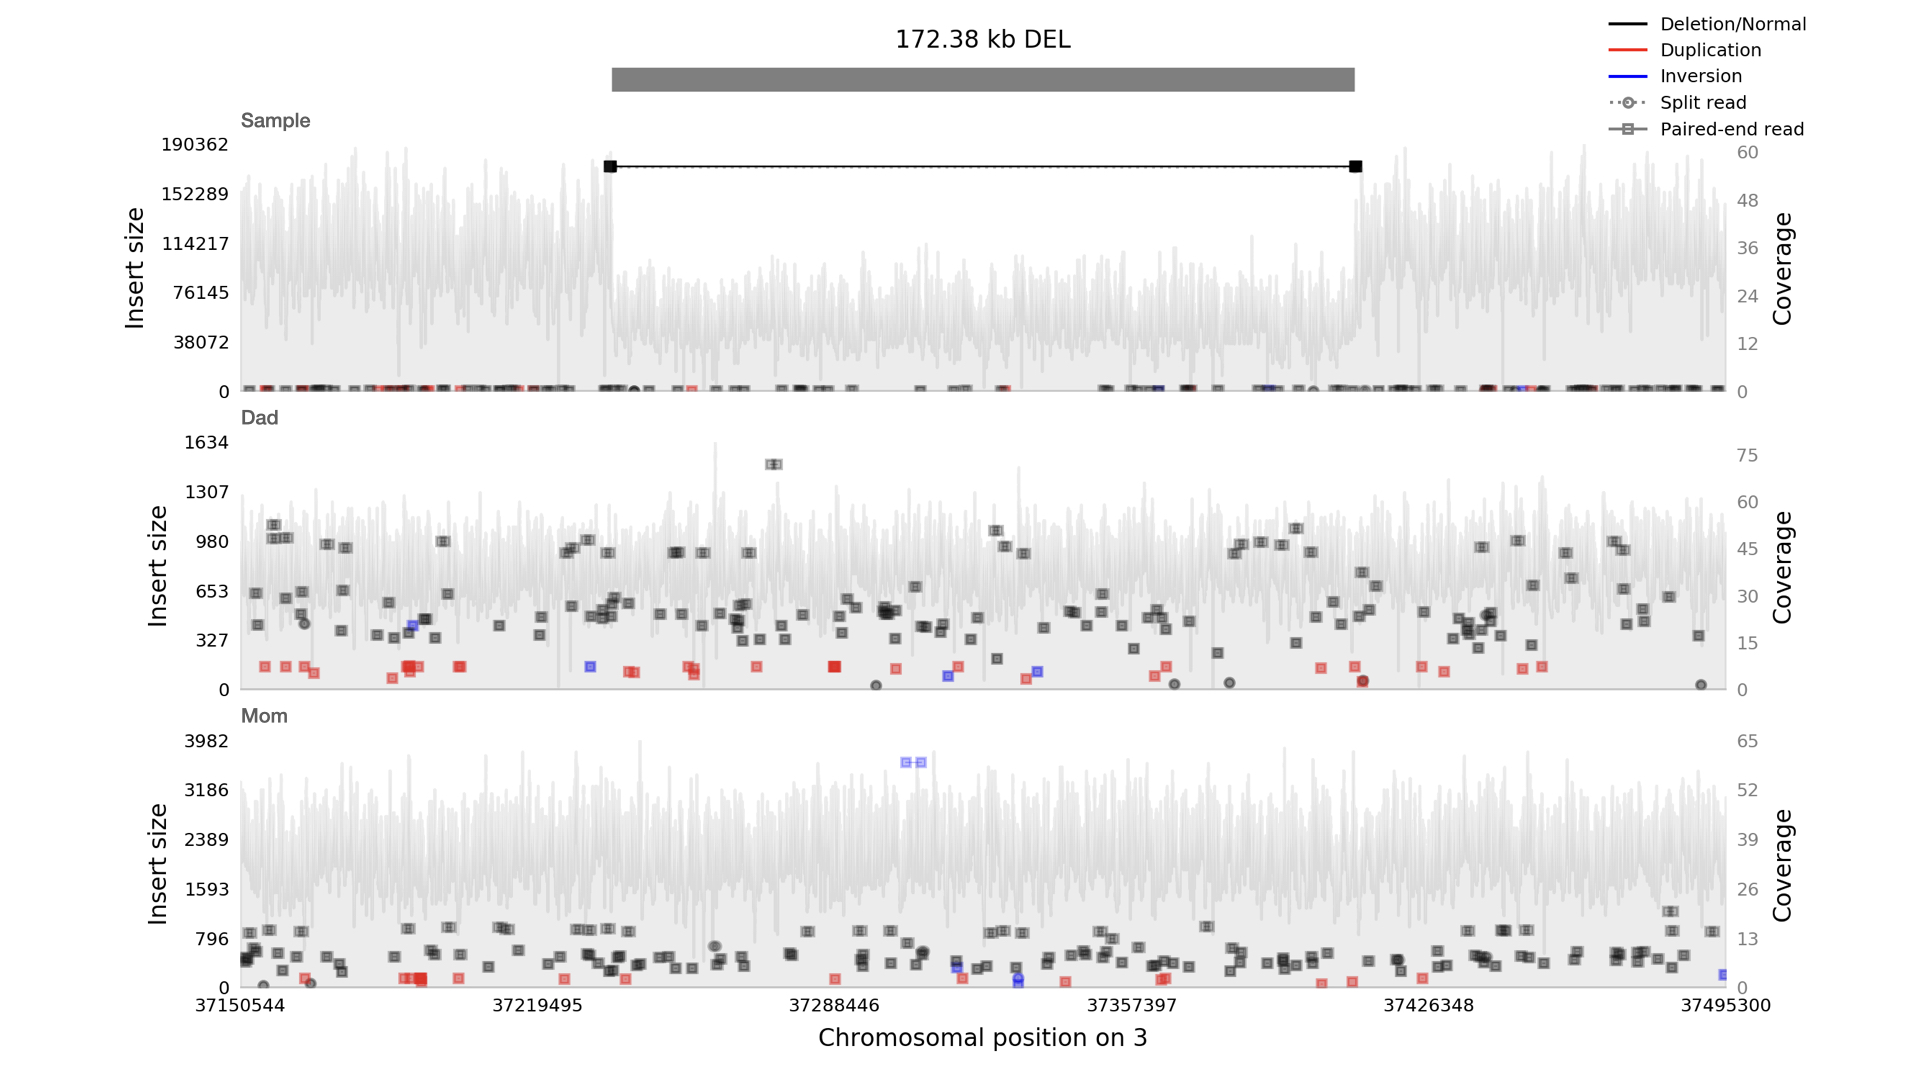 172.38 kb DEL
Deletion/Normal
Duplication
Inversion
Split read
Paired-end read
Sample
190362
152289
114217
76145
38072
0
Insert size
60
48
36
24
12
0
Coverage
Dad
1634
1307
980
653
327
0
Insert size
75
60
45
30
15
0
Coverage
Mom
3982
3186
2389
1593
796
0
Insert size
65
52
39
26
13
0
Coverage
37150544 37219495 37288446 37357397 37426348 37495300
Chromosomal position on 3